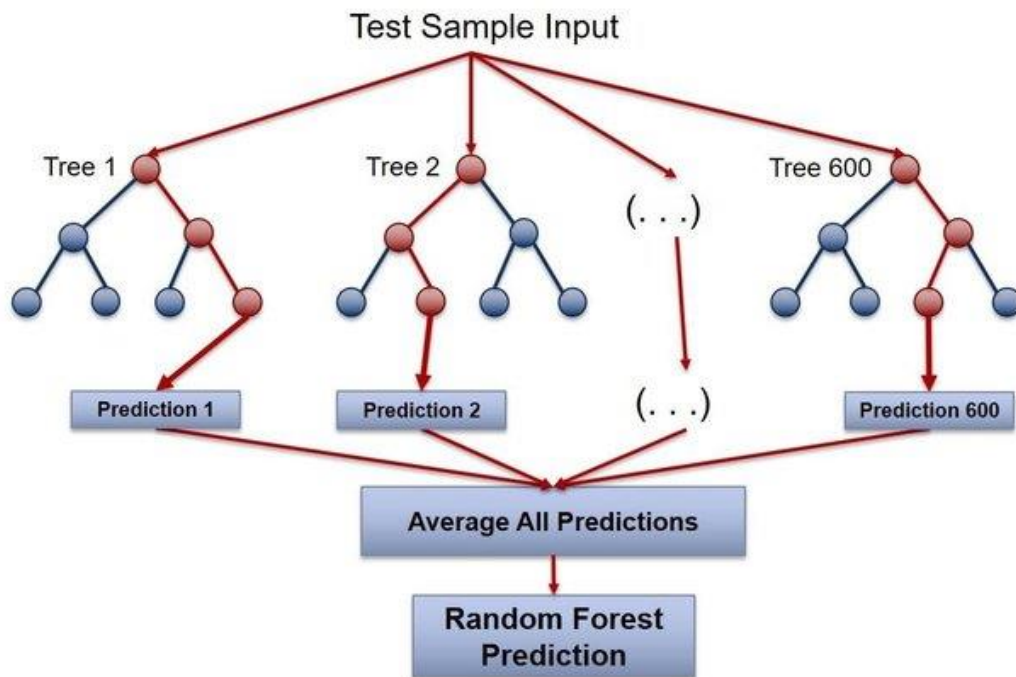 Test Sample Input
Tree 1
Tree 2
Tree 600
(. . .)
Prediction 1
Prediction 2
(. . .)
Prediction 600
Average All Predictions
Random Forest
Prediction